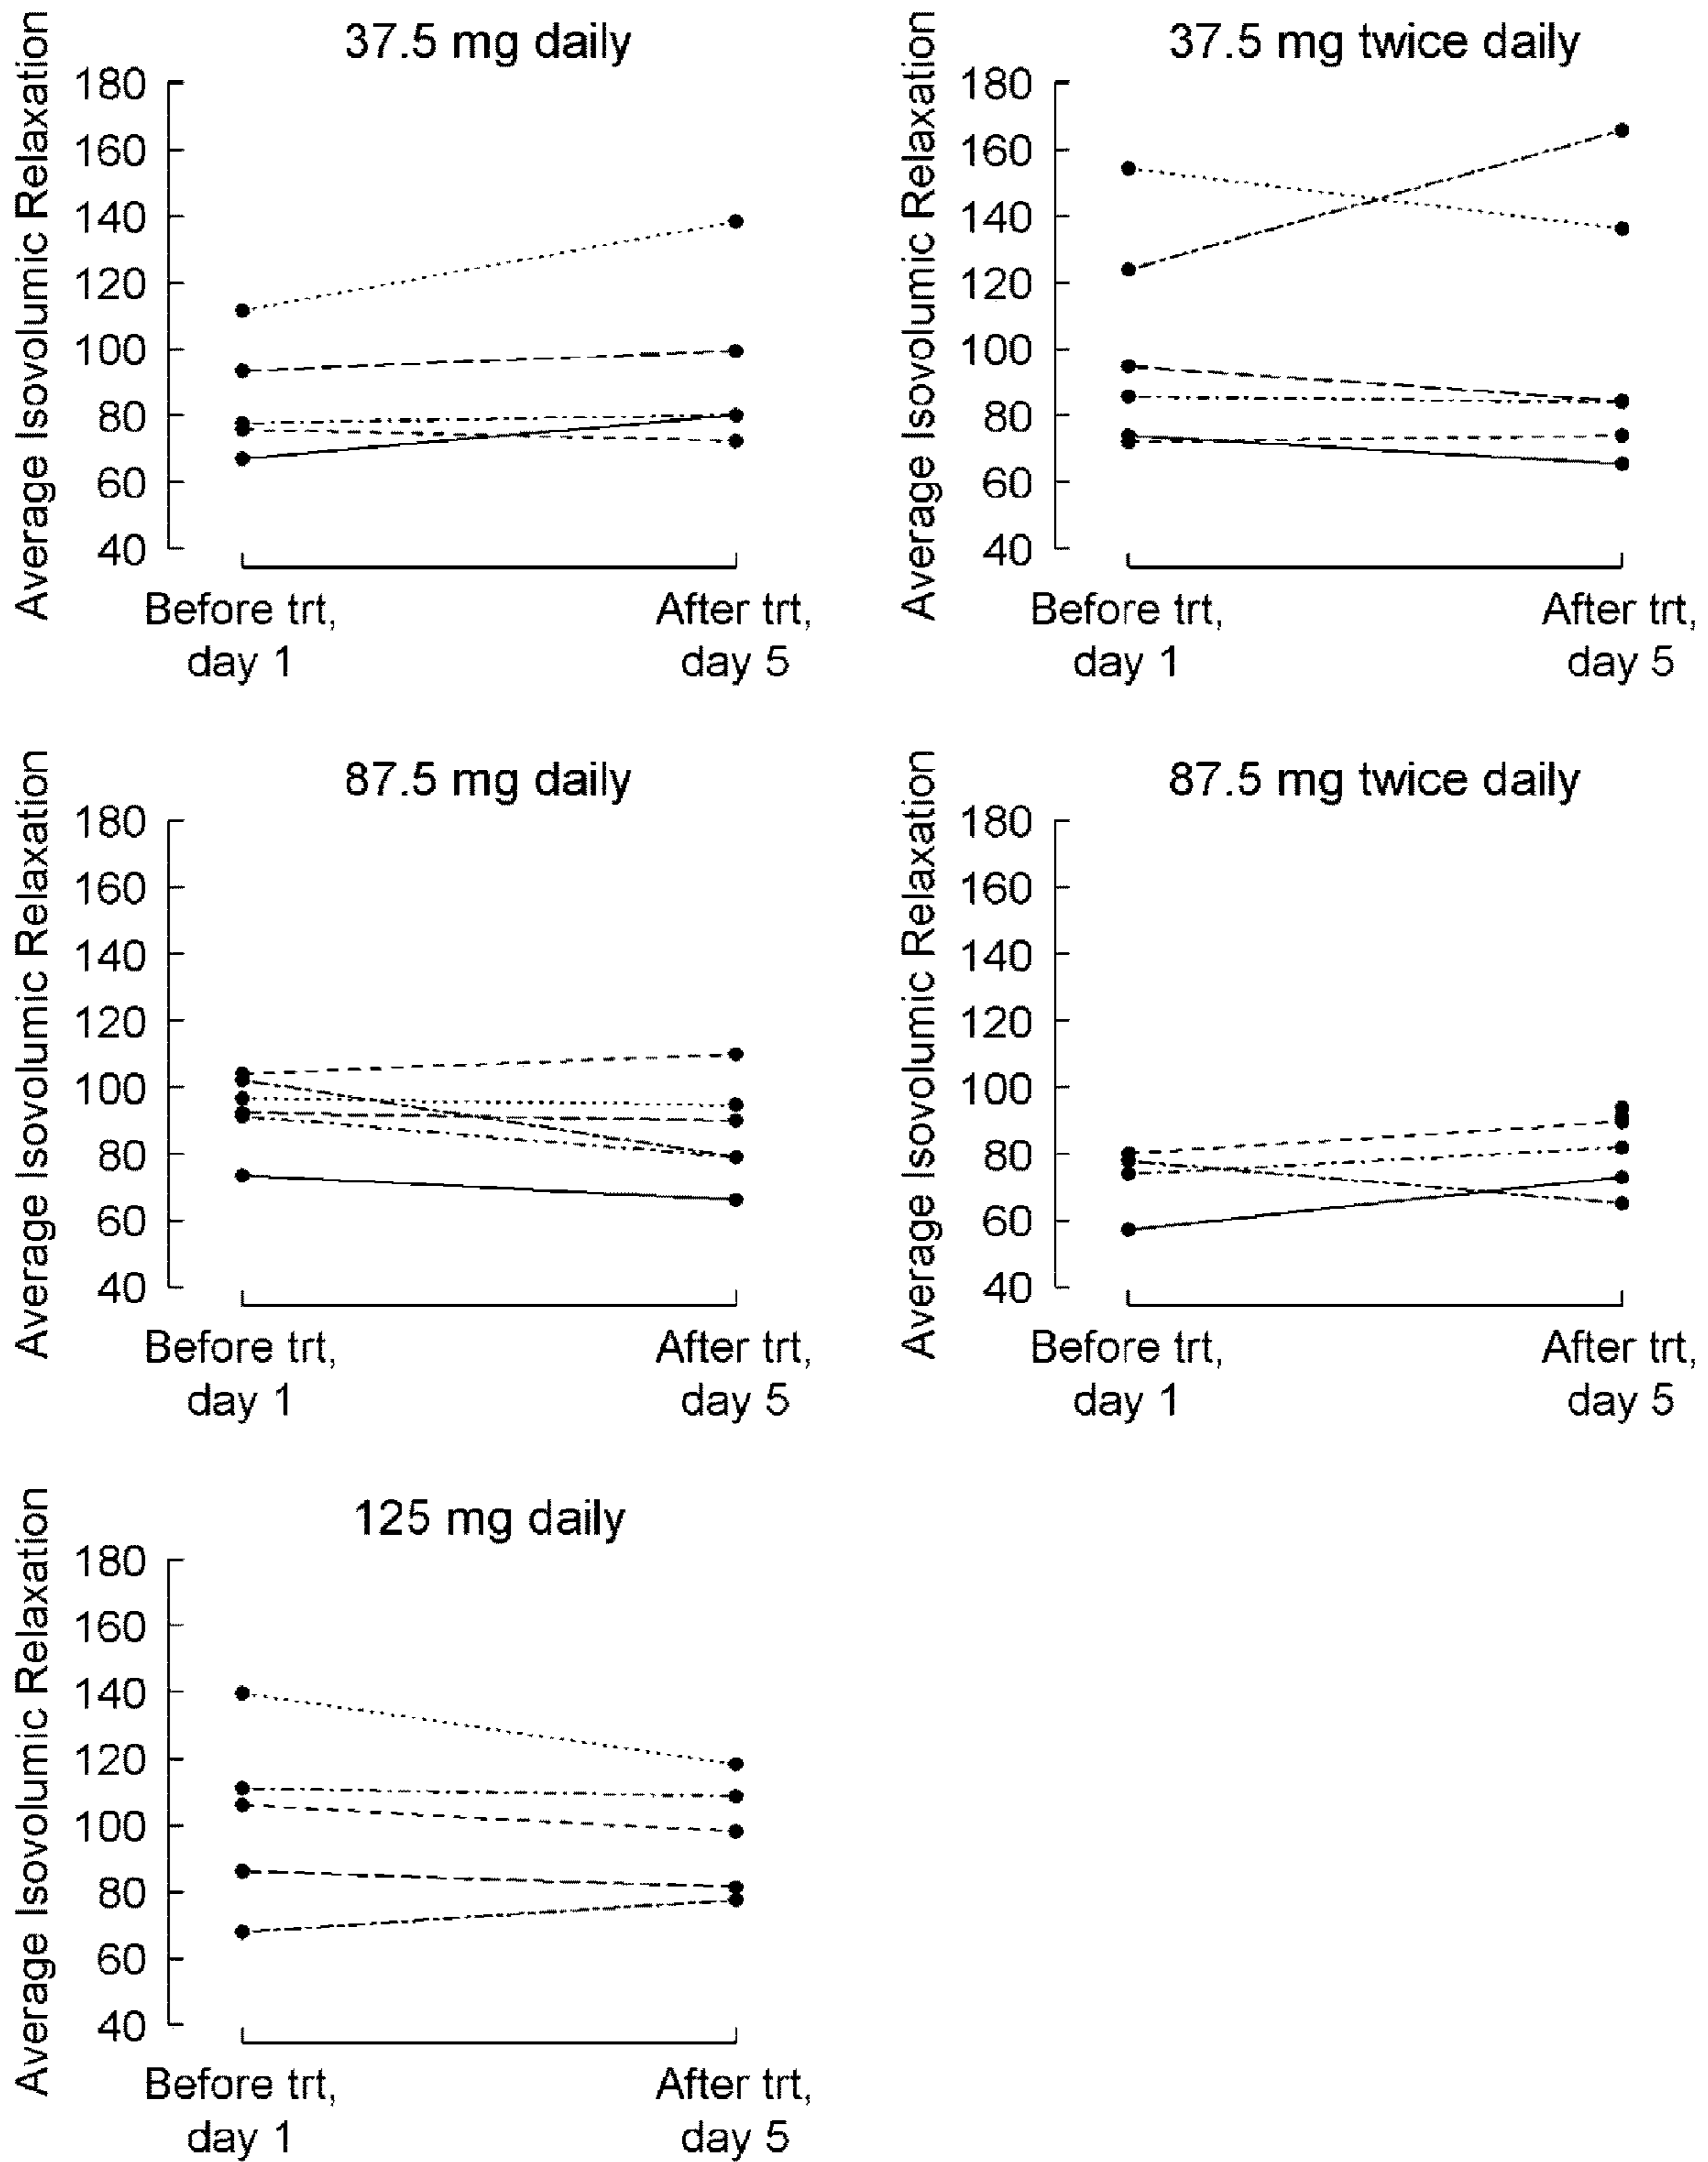 37.5 mg daily
Average Isovolumic Relaxation
180
160
140
120
100
80
60
40
Before trt,
day 1
After trt,
day 5
37.5 mg twice daily
Average Isovolumic Relaxation
180
160
140
120
100
80
60
40
Before trt,
day 1
After trt,
day 5
87.5 mg daily
Average Isovolumic Relaxation
180
160
140
120
100
80
60
40
Before trt,
day 1
After trt,
day 5
87.5 mg twice daily
Average Isovolumic Relaxation
180
160
140
120
100
80
60
40
Before trt,
day 1
After trt,
day 5
125 mg daily
Average Isovolumic Relaxation
180
160
140
120
100
80
60
40
Before trt,
day 1
After trt,
day 5